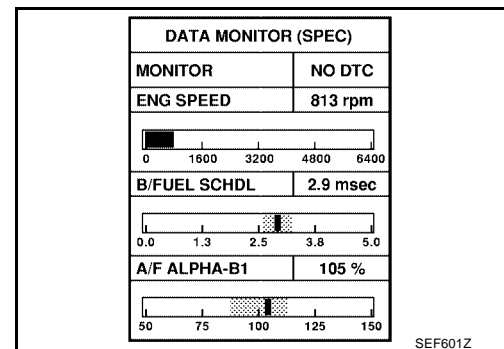 DATA MONITOR (SPEC)
MONITOR NO DTC
ENG SPEED 813 rpm
0 1600 3200 4800 6400
B/FUEL SCHDL 2.9 msec
0.0 1.3 2.5 3.8 5.0
A/F ALPHA-B1 105 %
50 75 100 125 150
SEF601Z